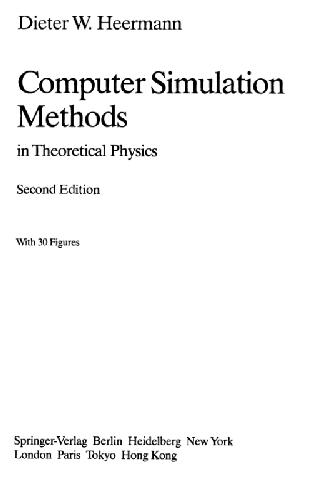 Dieter W. Heermann
Computer Simulation
Methods
in Theoretical Physics
Second Edition
With 30 Figures
Springer-Verlag Berlin Heidelberg New York
London Paris Tokyo Hong Kong